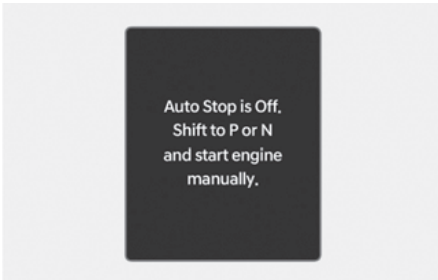 Auto Stop is Off.
Shift to P or N
and start engine
manually.